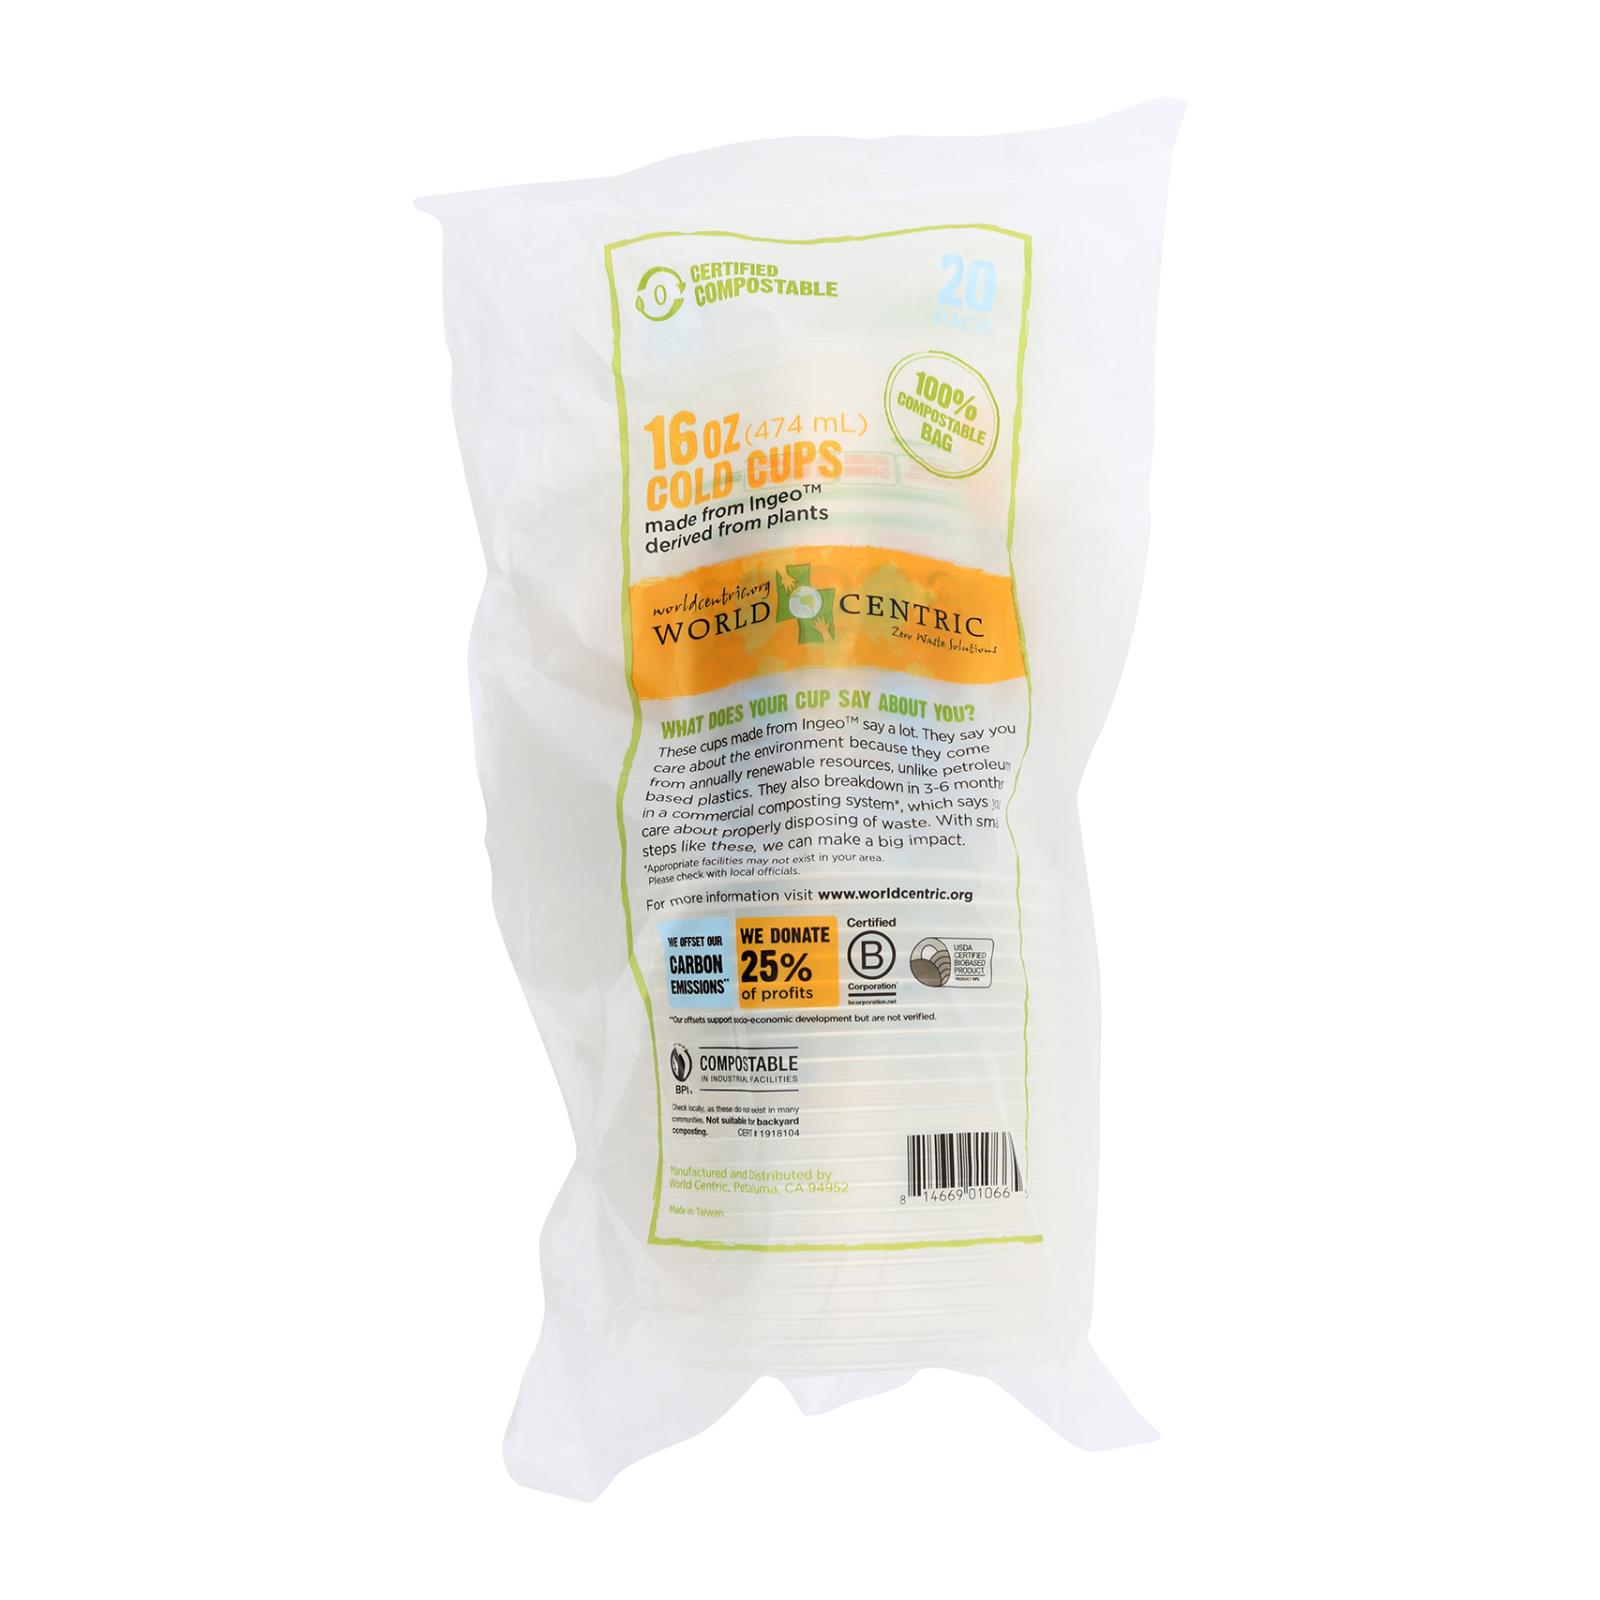 CERTIFIED
COMPOSTABLE
20
PACK
100%
COMPOSTABLE
BAG
16 OZ (474 mL)
COLD CUPS
made from Ingeo™
derived from plants
worldcentric.org
WORLD CENTRIC
Zero Waste Solutions
WHAT DOES YOUR CUP SAY ABOUT YOU?
These cups made from Ingeo™ say a lot. They say you
care about the environment because they come
from annually renewable resources, unlike petroleum
based plastics. They also breakdown in 3-6 months
in a commercial composting system*, which says
care about properly disposing of waste. With
steps like these, we can make a big impact.
*Appropriate facilities may not exist in your area.
Please check with local officials.
For more information visit www.worldcentric.org
WE OFFSET OUR
CARBON
EMISSIONS**
WE DONATE
25%
of profits
Certified
B
Corporation
bcorporation.net
USDA
CERTIFIED
BIOBASED
PRODUCT
**Our offsets support socio-economic development but are not verified.
BPI
COMPOSTABLE
IN INDUSTRIAL FACILITIES
Check locally, as these do not exist in many
communities. Not suitable for backyard
composting. CERT # 1918104
Manufactured and Distributed by
World Centric, Petaluma, CA 94952
Made in Taiwan
8 14669 01066